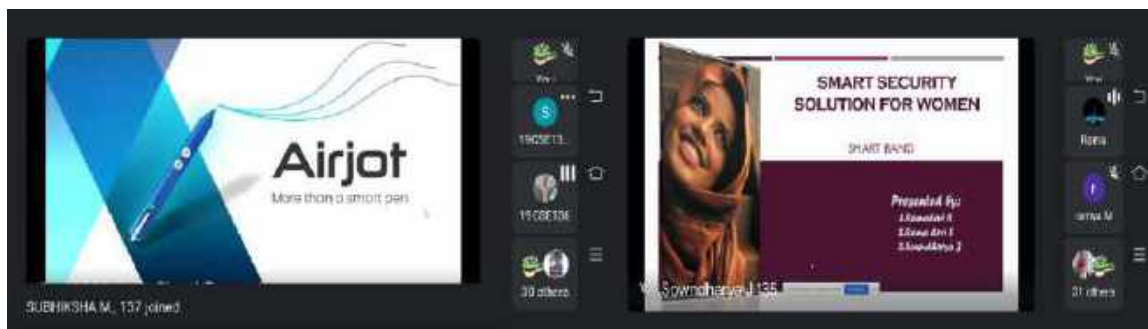 Airjot
More than a smart pen
19CSE13...
19CSE136
30 others
SUBHIKSHA M, 137 joined
SMART SECURITY
SOLUTION FOR WOMEN
SMART BAND
Presented By:
Sowndharya J 135
Rama
ramya M
31 others